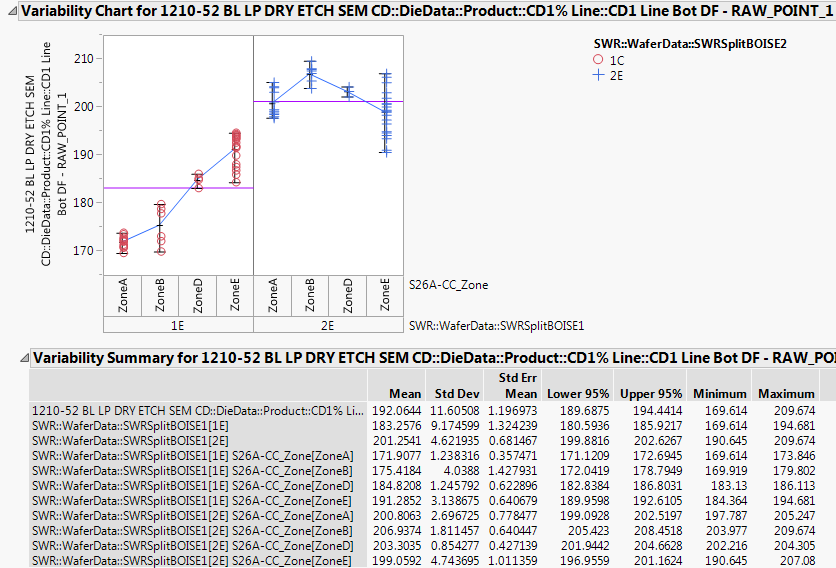 Variability Chart for 1210-52 BL LP DRY ETCH SEM CD::DieData::Product::CD1% Line::CD1 Line Bot DF - RAW_POINT_1
1210-52 BL LP DRY ETCH SEM
CD::DieData::Product::CD1% Line::CD1 Line
Bot DF - RAW_POINT_1
210
200
190
180
170
ZoneA
ZoneB
ZoneD
ZoneE
ZoneA
ZoneB
ZoneD
ZoneE
S26A-CC_Zone
1E
2E
SWR::WaferData::SWRSplitBOISE1
SWR::WaferData::SWRSplitBOISE2
1C
2E
Variability Summary for 1210-52 BL LP DRY ETCH SEM CD::DieData::Product::CD1% Line::CD1 Line Bot DF - RAW_POI
Mean Std Dev Std Err Mean Lower 95% Upper 95% Minimum Maximum
1210-52 BL LP DRY ETCH SEM CD::DieData::Product::CD1% Li... 192.0644 11.60508 1.196973 189.6875 194.4414 169.614 209.674
SWR::WaferData::SWRSplitBOISE1[1E] 183.2576 9.174599 1.324239 180.5936 185.9217 169.614 194.681
SWR::WaferData::SWRSplitBOISE1[2E] 201.2541 4.621935 0.681467 199.8816 202.6267 190.645 209.674
SWR::WaferData::SWRSplitBOISE1[1E] S26A-CC_Zone[ZoneA] 171.9077 1.238316 0.357471 171.1209 172.6945 169.614 173.846
SWR::WaferData::SWRSplitBOISE1[1E] S26A-CC_Zone[ZoneB] 175.4184 4.0388 1.427931 172.0419 178.7949 169.919 179.802
SWR::WaferData::SWRSplitBOISE1[1E] S26A-CC_Zone[ZoneD] 184.8208 1.245792 0.622896 182.8384 186.8031 183.13 186.113
SWR::WaferData::SWRSplitBOISE1[1E] S26A-CC_Zone[ZoneE] 191.2852 3.138675 0.640679 189.9598 192.6105 184.364 194.681
SWR::WaferData::SWRSplitBOISE1[2E] S26A-CC_Zone[ZoneA] 200.8063 2.696725 0.778477 199.0928 202.5197 197.787 205.247
SWR::WaferData::SWRSplitBOISE1[2E] S26A-CC_Zone[ZoneB] 206.9374 1.811457 0.640447 205.423 208.4518 203.977 209.674
SWR::WaferData::SWRSplitBOISE1[2E] S26A-CC_Zone[ZoneD] 203.3035 0.854277 0.427139 201.9442 204.6628 202.216 204.305
SWR::WaferData::SWRSplitBOISE1[2E] S26A-CC_Zone[ZoneE] 199.0592 4.743695 1.011359 196.9559 201.1624 190.645 207.08